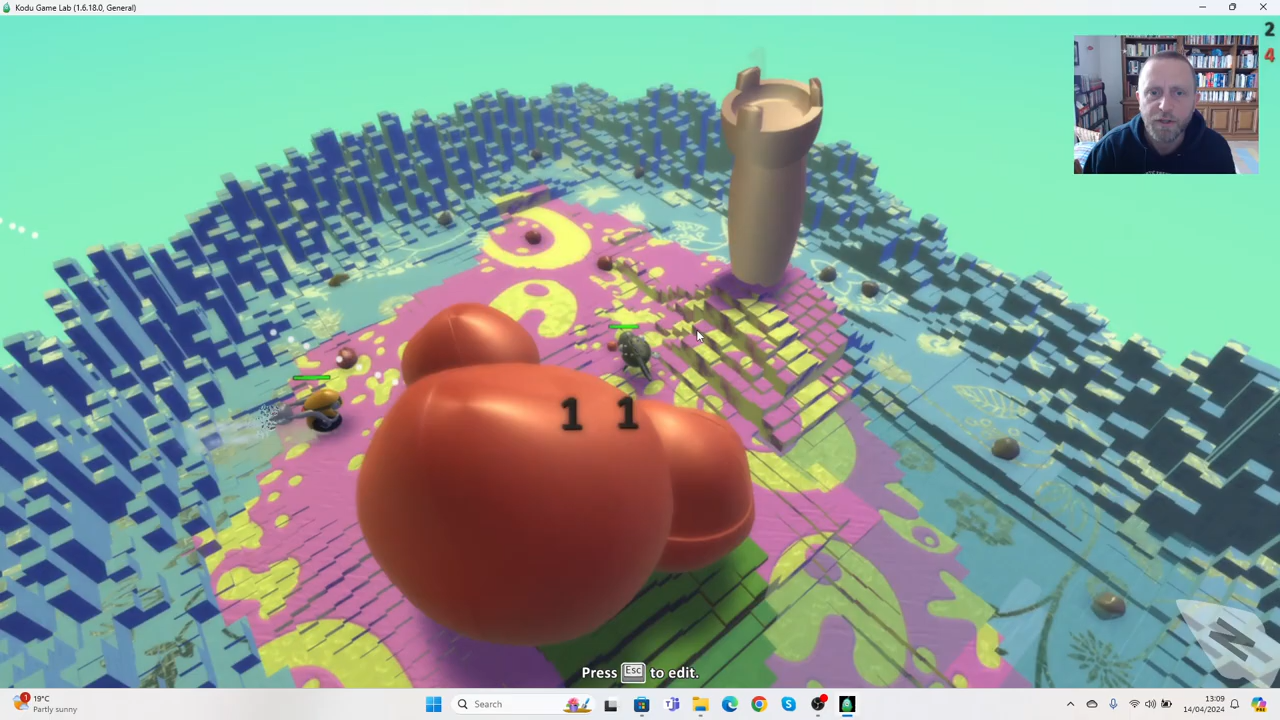 Kodu Game Lab (1.6.18.0, General)
2
4
1 1
N
Press Esc to edit.
1
19°C
Partly sunny
Search
13:09
14/04/2024